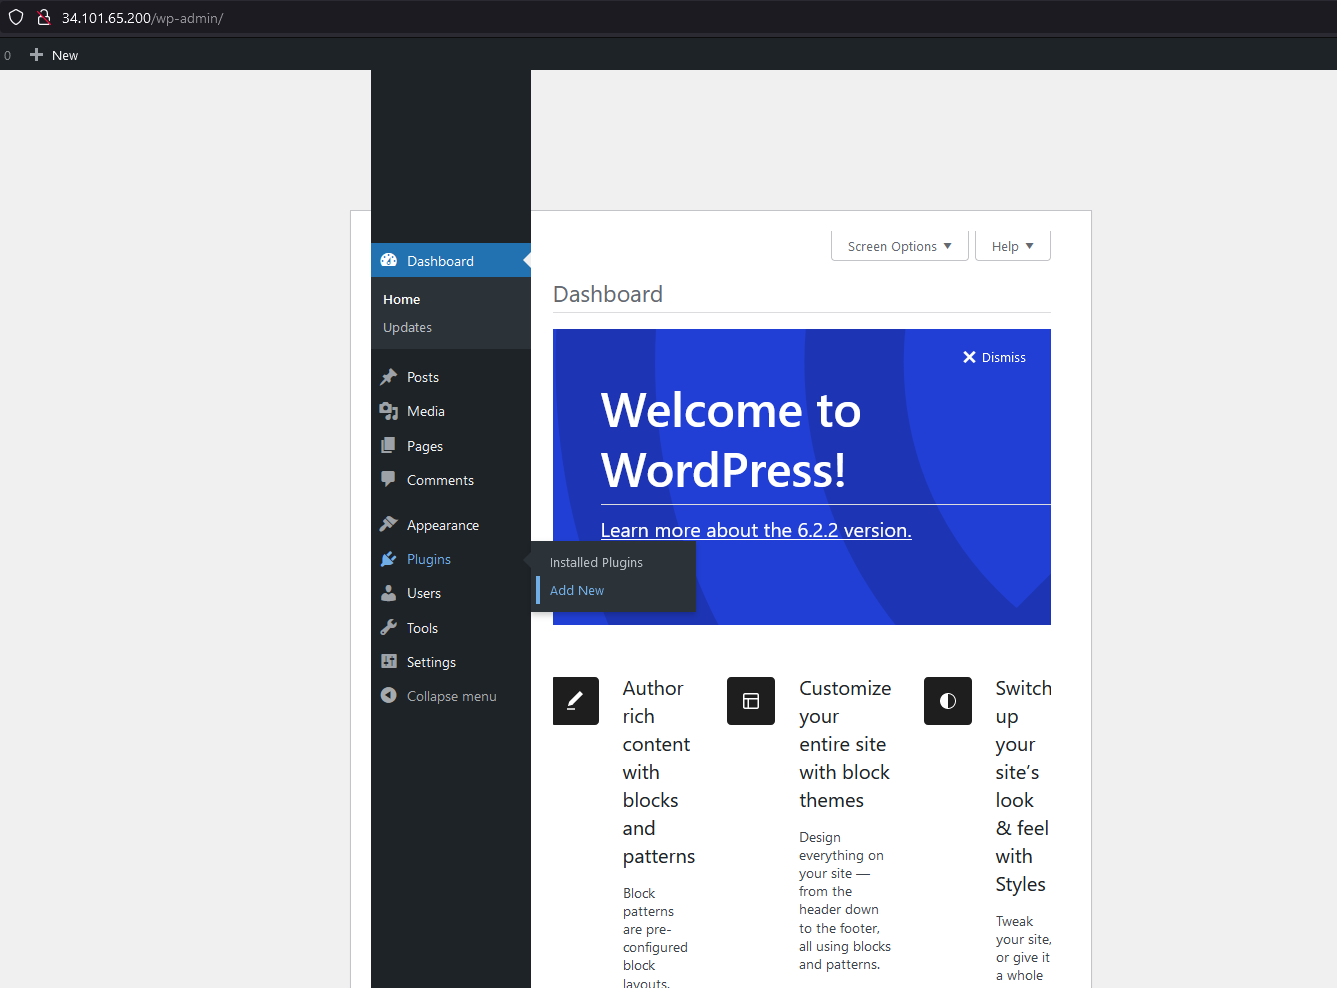 34.101.65.200/wp-admin/
0 New
Screen Options Help
Dashboard
Home
Updates
Posts
Media
Pages
Comments
Appearance
Plugins
Installed Plugins
Add New
Users
Tools
Settings
Collapse menu
Dashboard
Dismiss
Welcome to
WordPress!
Learn more about the 6.2.2 version.
Author
rich
content
with
blocks
and
patterns
Block
patterns
are pre-
configured
block
layouts.
Customize
your
entire site
with block
themes
Design
everything on
your site —
from the
header down
to the footer,
all using blocks
and patterns.
Switch
up
your
site’s
look
& feel
with
Styles
Tweak
your site,
or give it
a whole